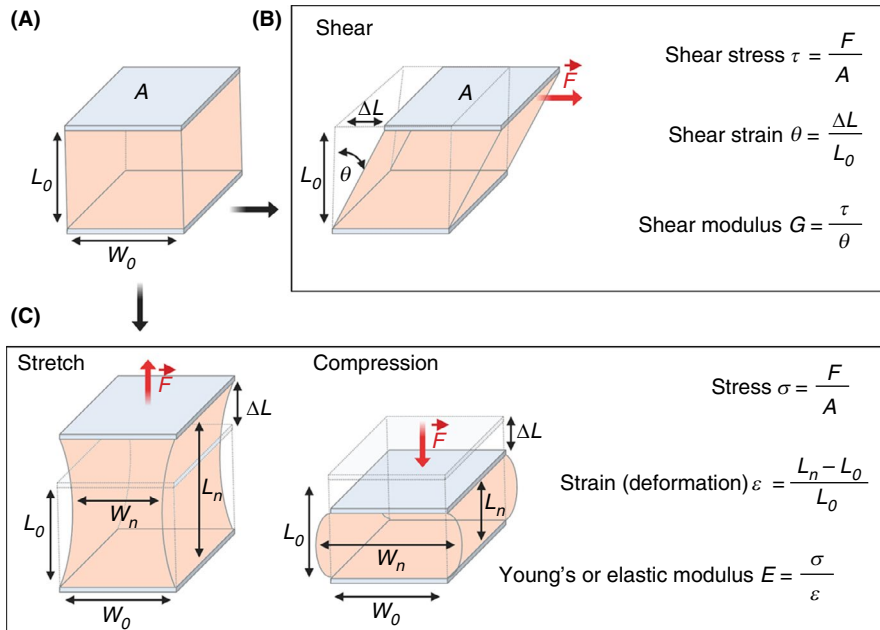 (A)
A
L₀
W₀
(B)
Shear
A
F⃗
ΔL
L₀
θ
Shear stress τ = F/A
Shear strain θ = ΔL/L₀
Shear modulus G = τ/θ
(C)
Stretch
F⃗
ΔL
L₀
Wₙ
Lₙ
W₀
Compression
F⃗
ΔL
L₀
Lₙ
Wₙ
W₀
Stress σ = F/A
Strain (deformation) ε = (Lₙ – L₀)/L₀
Young's or elastic modulus E = σ/ε